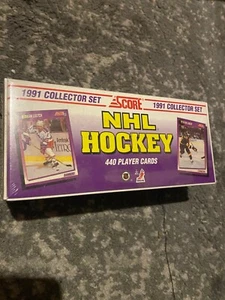 1991 COLLECTOR SET
SCORE
1991 COLLECTOR SET
NHL
HOCKEY
440 PLAYER CARDS